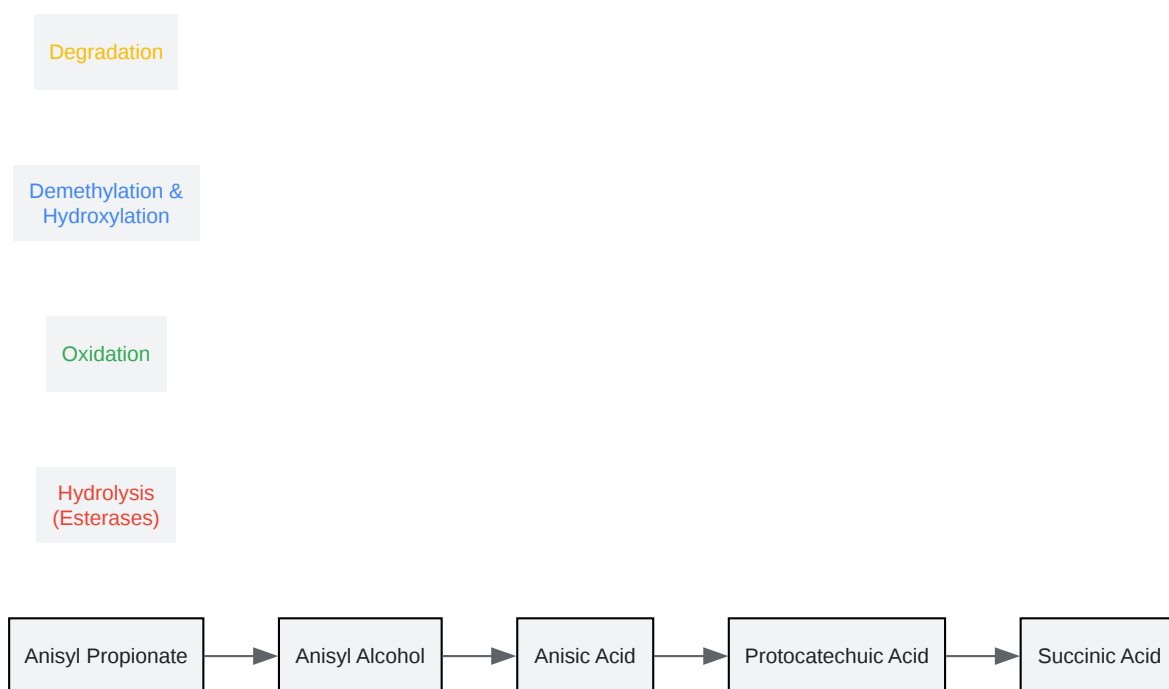 Degradation
Demethylation &
Hydroxylation
Oxidation
Hydrolysis
(Esterases)
Anisyl Propionate
Anisyl Alcohol
Anisic Acid
Protocatechuic Acid
Succinic Acid